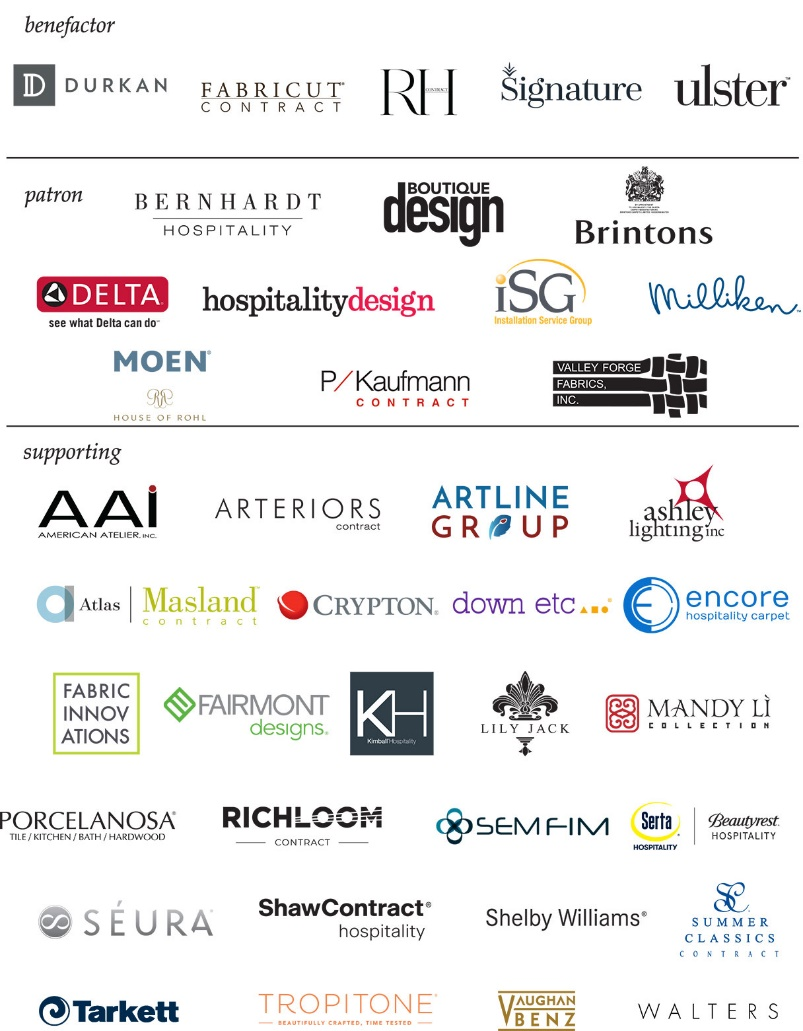 benefactor
DURKAN
FABRICUT®
CONTRACT
RH CONTRACT
Signature
ulster™
patron
BERNHARDT
HOSPITALITY
BOUTIQUE
design
Brintons
DELTA®
see what Delta can do™
hospitalitydesign
iSG
Installation Service Group
Milliken™
MOEN®
HOUSE OF ROHL
P/Kaufmann
CONTRACT
VALLEY FORGE
FABRICS,
INC.
supporting
AAi
AMERICAN ATELIER, INC.
ARTERIORS
contract
ARTLINE
GROUP
ashley
lighting inc
Atlas | Masland
contract
CRYPTON®
down etc
encore
hospitality carpet
FABRIC
INNOV
ATIONS
FAIRMONT
designs®
KH
KimballHospitality
LILY JACK
MANDY LÌ
COLLECTION
PORCELANOSA®
TILE / KITCHEN / BATH / HARDWOOD
RICHLOOM
CONTRACT
SEMFIM
Serta
HOSPITALITY
Beautyrest
HOSPITALITY
SÉURA®
ShawContract®
hospitality
Shelby Williams®
SUMMER
CLASSICS
CONTRACT
Tarkett
TROPITONE®
BEAUTIFULLY CRAFTED, TIME TESTED
VAUGHAN
BENZ
WALTERS